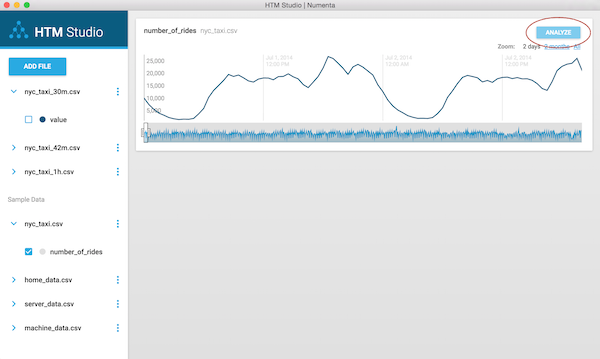 HTM Studio | Numenta
HTM Studio
ADD FILE
nyc_taxi_30m.csv
value
nyc_taxi_42m.csv
nyc_taxi_1h.csv
Sample Data
nyc_taxi.csv
number_of_rides
home_data.csv
server_data.csv
machine_data.csv
number_of_rides nyc_taxi.csv
ANALYZE
Zoom: 2 days 2 months All
25,000
20,000
15,000
10,000
5,000
Jul 1, 2014
12:00 PM
Jul 2, 2014
12:00 AM
Jul 2, 2014
12:00 PM